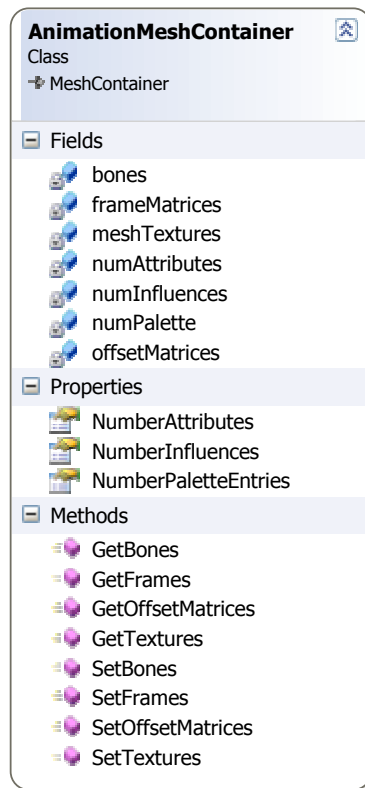 AnimationMeshContainer
Class
MeshContainer
Fields
bones
frameMatrices
meshTextures
numAttributes
numInfluences
numPalette
offsetMatrices
Properties
NumberAttributes
NumberInfluences
NumberPaletteEntries
Methods
GetBones
GetFrames
GetOffsetMatrices
GetTextures
SetBones
SetFrames
SetOffsetMatrices
SetTextures